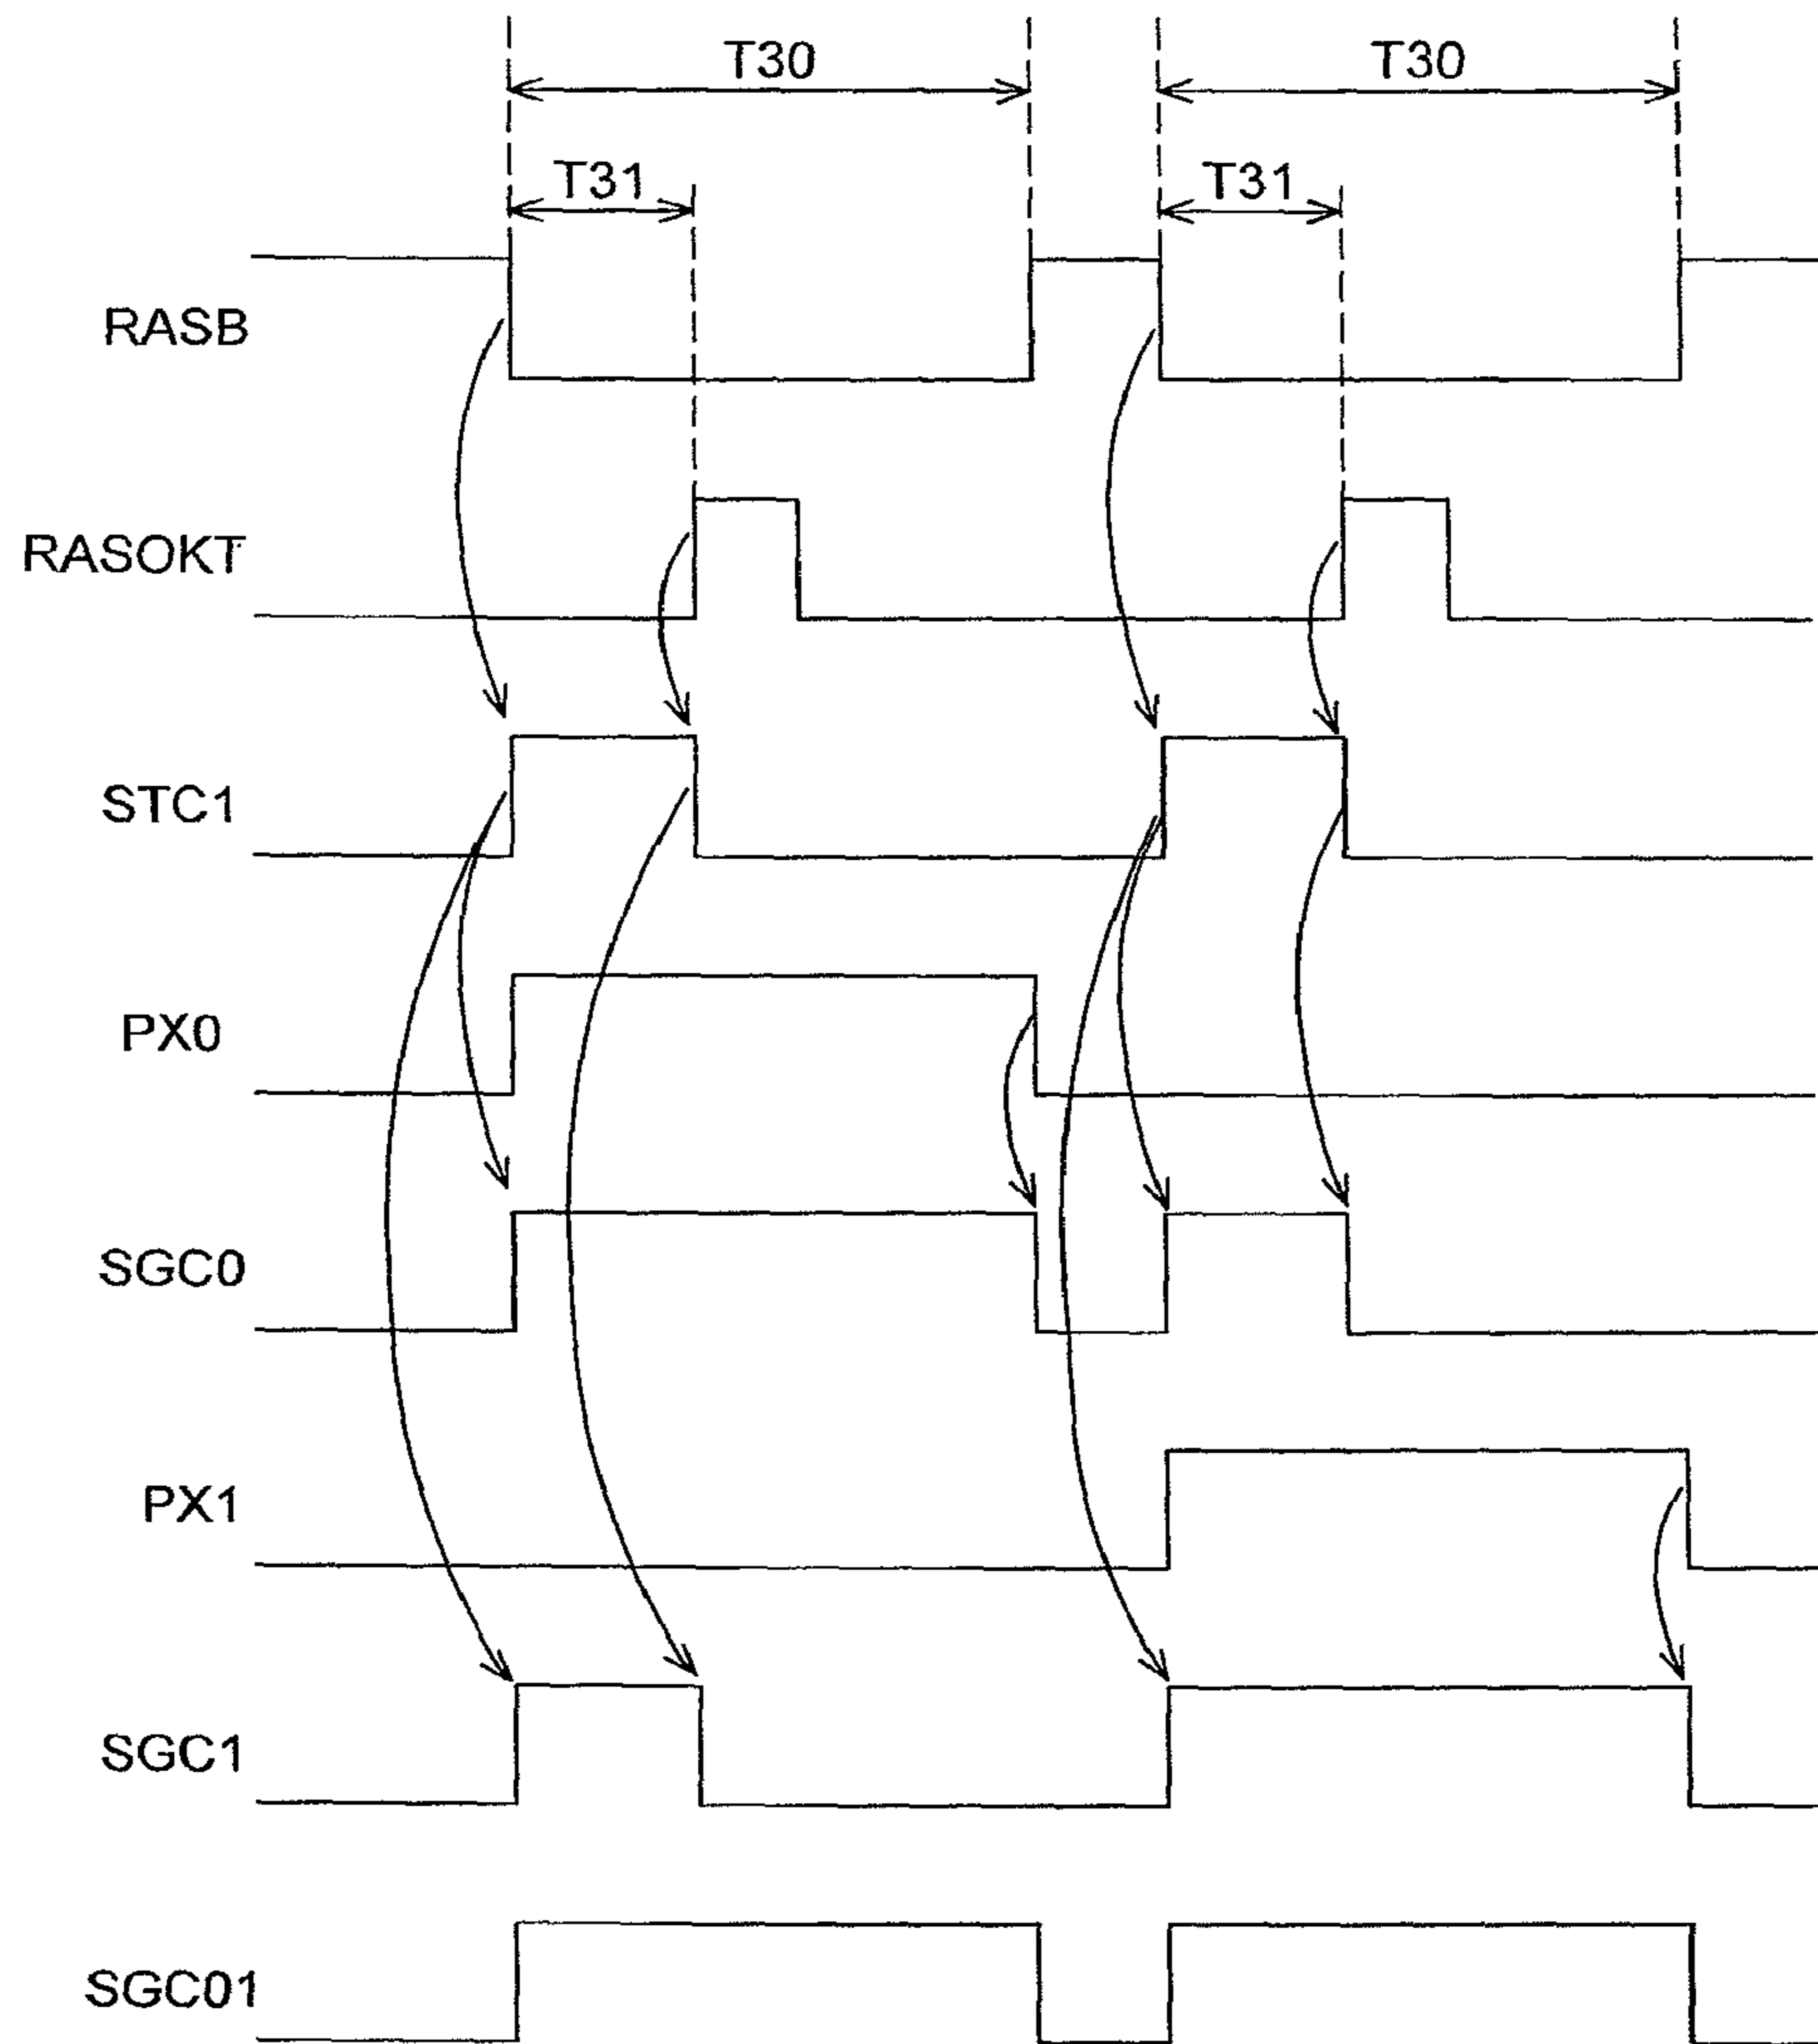 T30 T30
T31 T31
RASB
RASOKT
STC1
PX0
SGC0
PX1
SGC1
SGC01